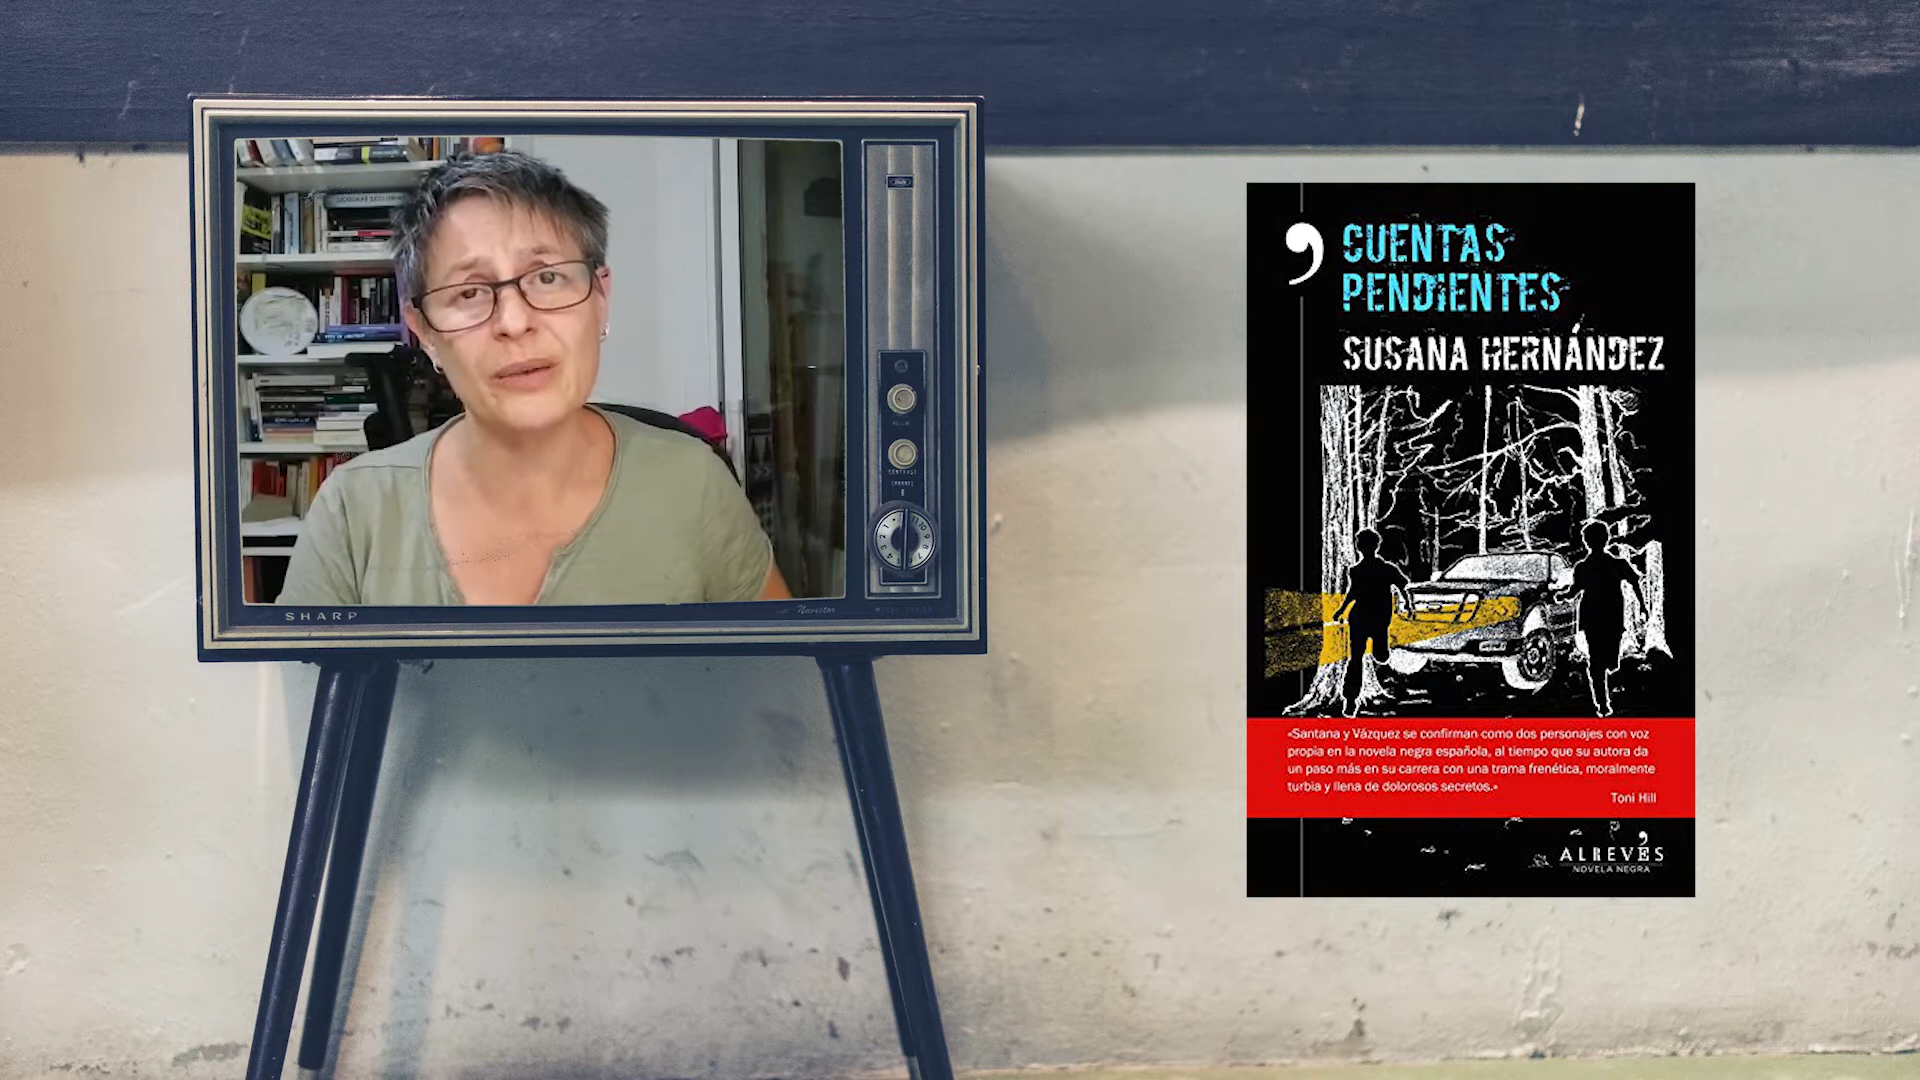 SHARP
CUENTAS
PENDIENTES
SUSANA HERNÁNDEZ
«Santana y Vázquez se confirman como dos personajes con voz
propia en la novela negra española, al tiempo que su autora da
un paso más en su carrera con una trama frenética, moralmente
turbia y llena de dolorosos secretos.»
Toni Hill
ALREVÉS
NOVELA NEGRA